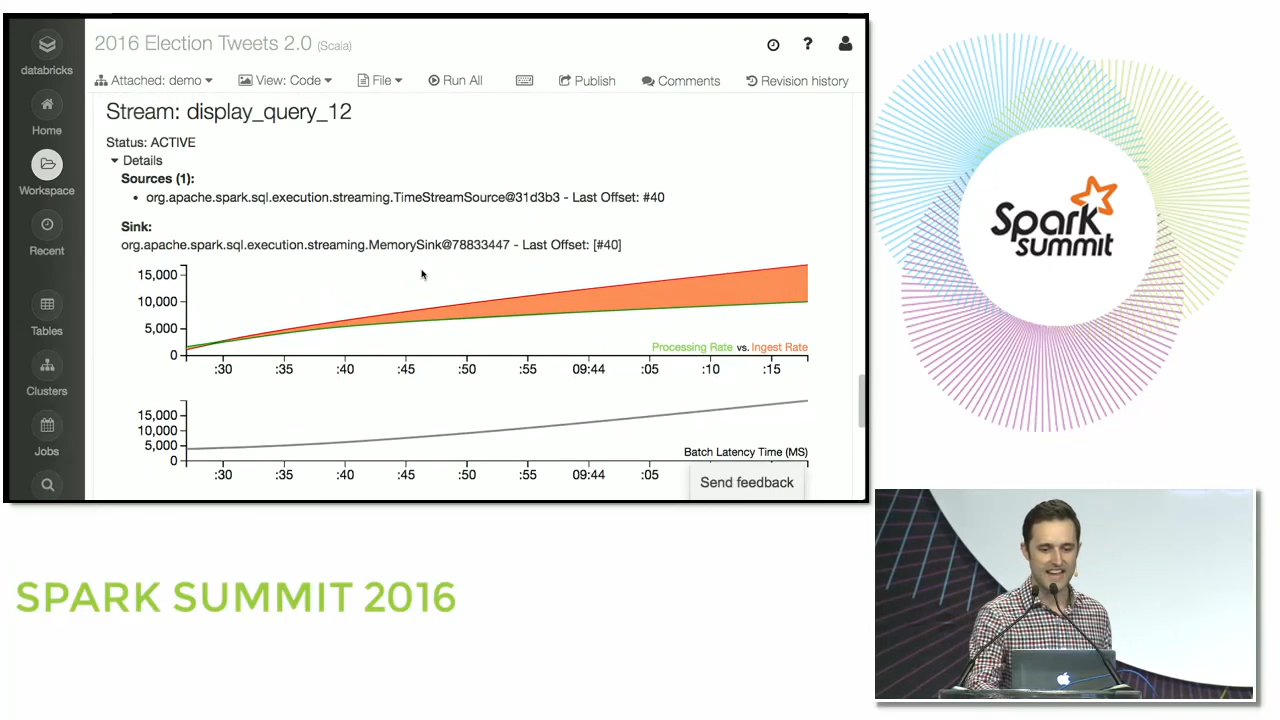 2016 Election Tweets 2.0 (Scala)
databricks
Home
Workspace
Recent
Tables
Clusters
Jobs
Attached: demo
View: Code
File
Run All
Publish
Comments
Revision history
Stream: display_query_12
Status: ACTIVE
Details
Sources (1):
• org.apache.spark.sql.execution.streaming.TimeStreamSource@31d3b3 - Last Offset: #40
Sink:
org.apache.spark.sql.execution.streaming.MemorySink@78833447 - Last Offset: [#40]
15,000
10,000
5,000
0
Processing Rate vs. Ingest Rate
:30 :35 :40 :45 :50 :55 09:44 :05 :10 :15
15,000
10,000
5,000
0
Batch Latency Time (MS)
:30 :35 :40 :45 :50 :55 09:44 :05
Send feedback
Spark
summit
SPARK SUMMIT 2016